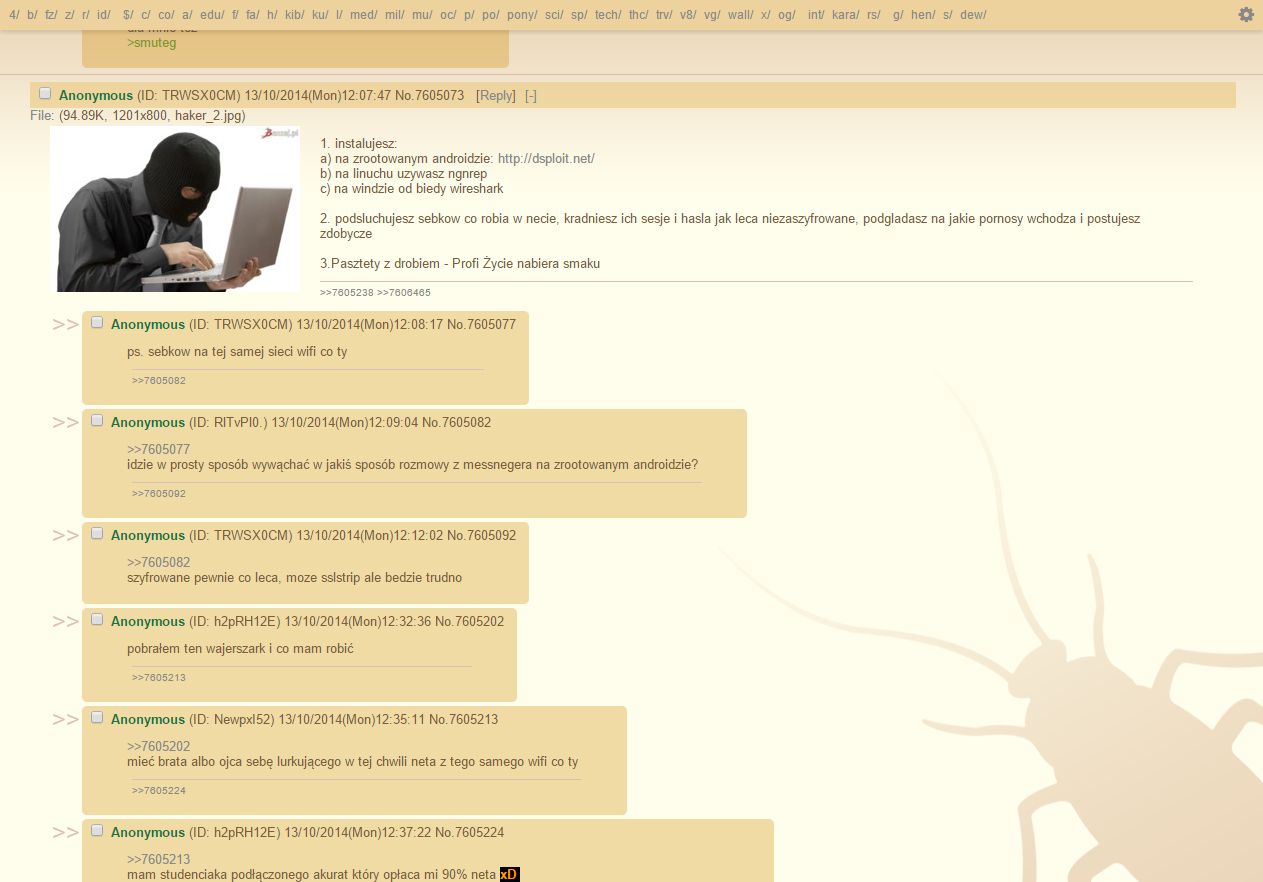 4/ b/ fz/ z/ r/ id/ $/ c/ co/ a/ edu/ f/ fa/ h/ kib/ ku/ l/ med/ mil/ mu/ oc/ p/ po/ pony/ sci/ sp/ tech/ thc/ trv/ v8/ vg/ wall/ x/ og/ int/ kara/ rs/ g/ hen/ s/ dew/
dla mnie też
>smuteg
Anonymous (ID: TRWSX0CM) 13/10/2014(Mon)12:07:47 No.7605073 [Reply] [-]
File: (94.89K, 1201x800, haker_2.jpg)
1. instalujesz:
a) na zrootowanym androidzie: http://dsploit.net/
b) na linuchu uzywasz ngnrep
c) na windzie od biedy wireshark
2. podsluchujesz sebkow co robia w necie, kradniesz ich sesje i hasla jak leca niezaszyfrowane, podgladasz na jakie pornosy wchodza i postujesz
zdobycze
3.Pasztety z drobiem - Profi Życie nabiera smaku
>>7605238 >>7606465
>> Anonymous (ID: TRWSX0CM) 13/10/2014(Mon)12:08:17 No.7605077
ps. sebkow na tej samej sieci wifi co ty
>>7605082
>> Anonymous (ID: RITvPI0.) 13/10/2014(Mon)12:09:04 No.7605082
>>7605077
idzie w prosty sposób wywąchać w jakiś sposób rozmowy z messnegera na zrootowanym androidzie?
>>7605092
>> Anonymous (ID: TRWSX0CM) 13/10/2014(Mon)12:12:02 No.7605092
>>7605082
szyfrowane pewnie co leca, moze sslstrip ale bedzie trudno
>> Anonymous (ID: h2pRH12E) 13/10/2014(Mon)12:32:36 No.7605202
pobrałem ten wajerszark i co mam robić
>>7605213
>> Anonymous (ID: NewpxI52) 13/10/2014(Mon)12:35:11 No.7605213
>>7605202
mieć brata albo ojca sebę lurkującego w tej chwili neta z tego samego wifi co ty
>>7605224
>> Anonymous (ID: h2pRH12E) 13/10/2014(Mon)12:37:22 No.7605224
>>7605213
mam studenciaka podłączonego akurat który opłaca mi 90% neta xD